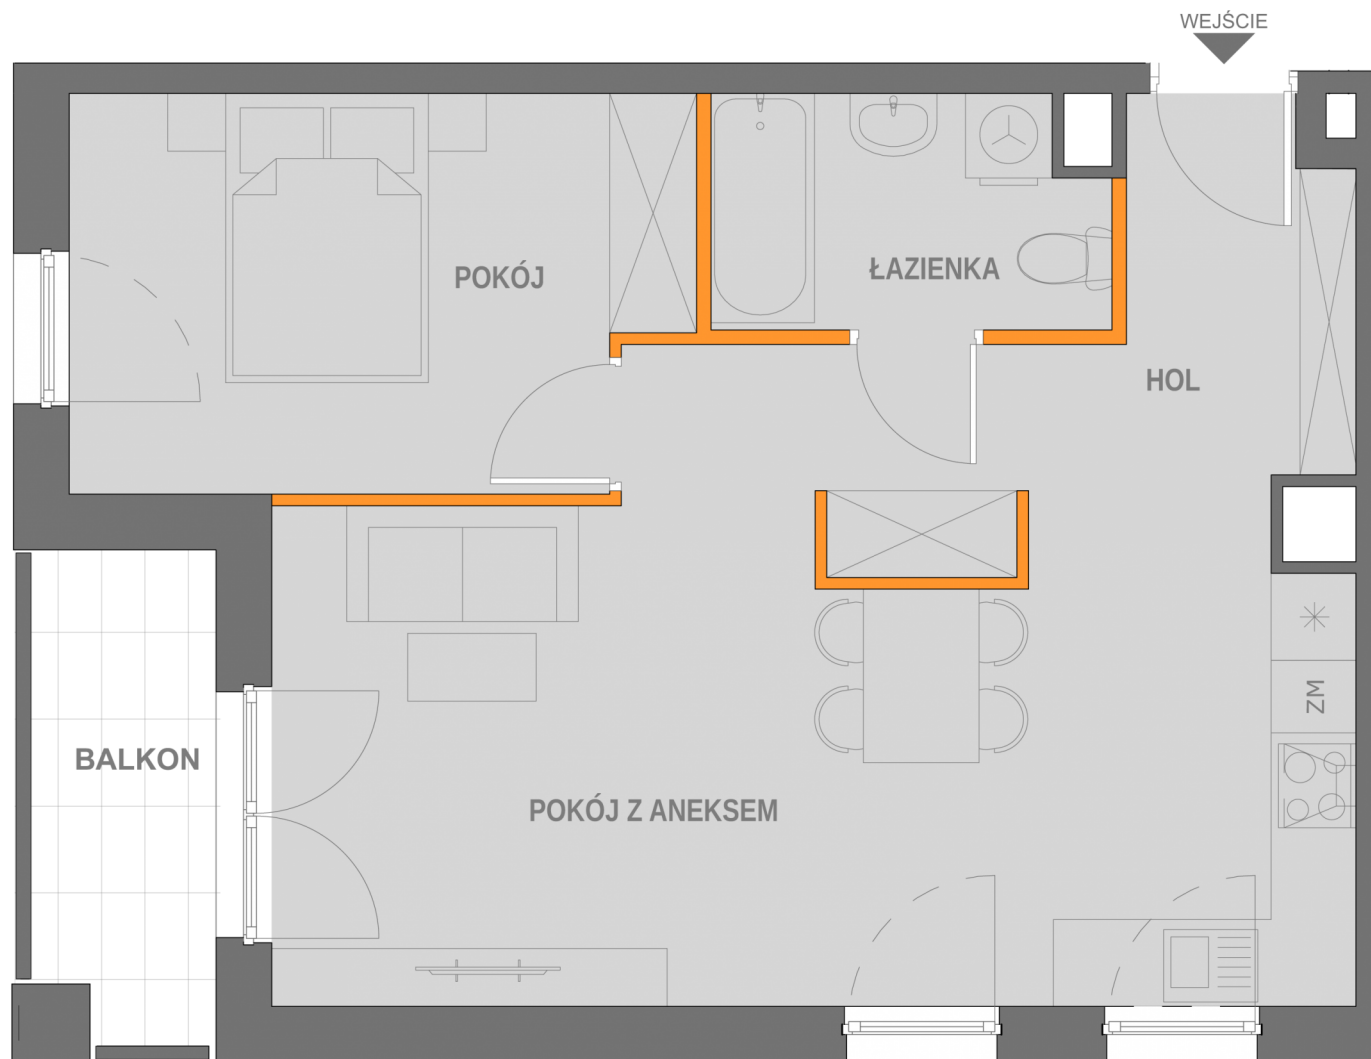 WEJŚCIE
POKÓJ
ŁAZIENKA
HOL
ZM
BALKON
POKÓJ Z ANEKSEM